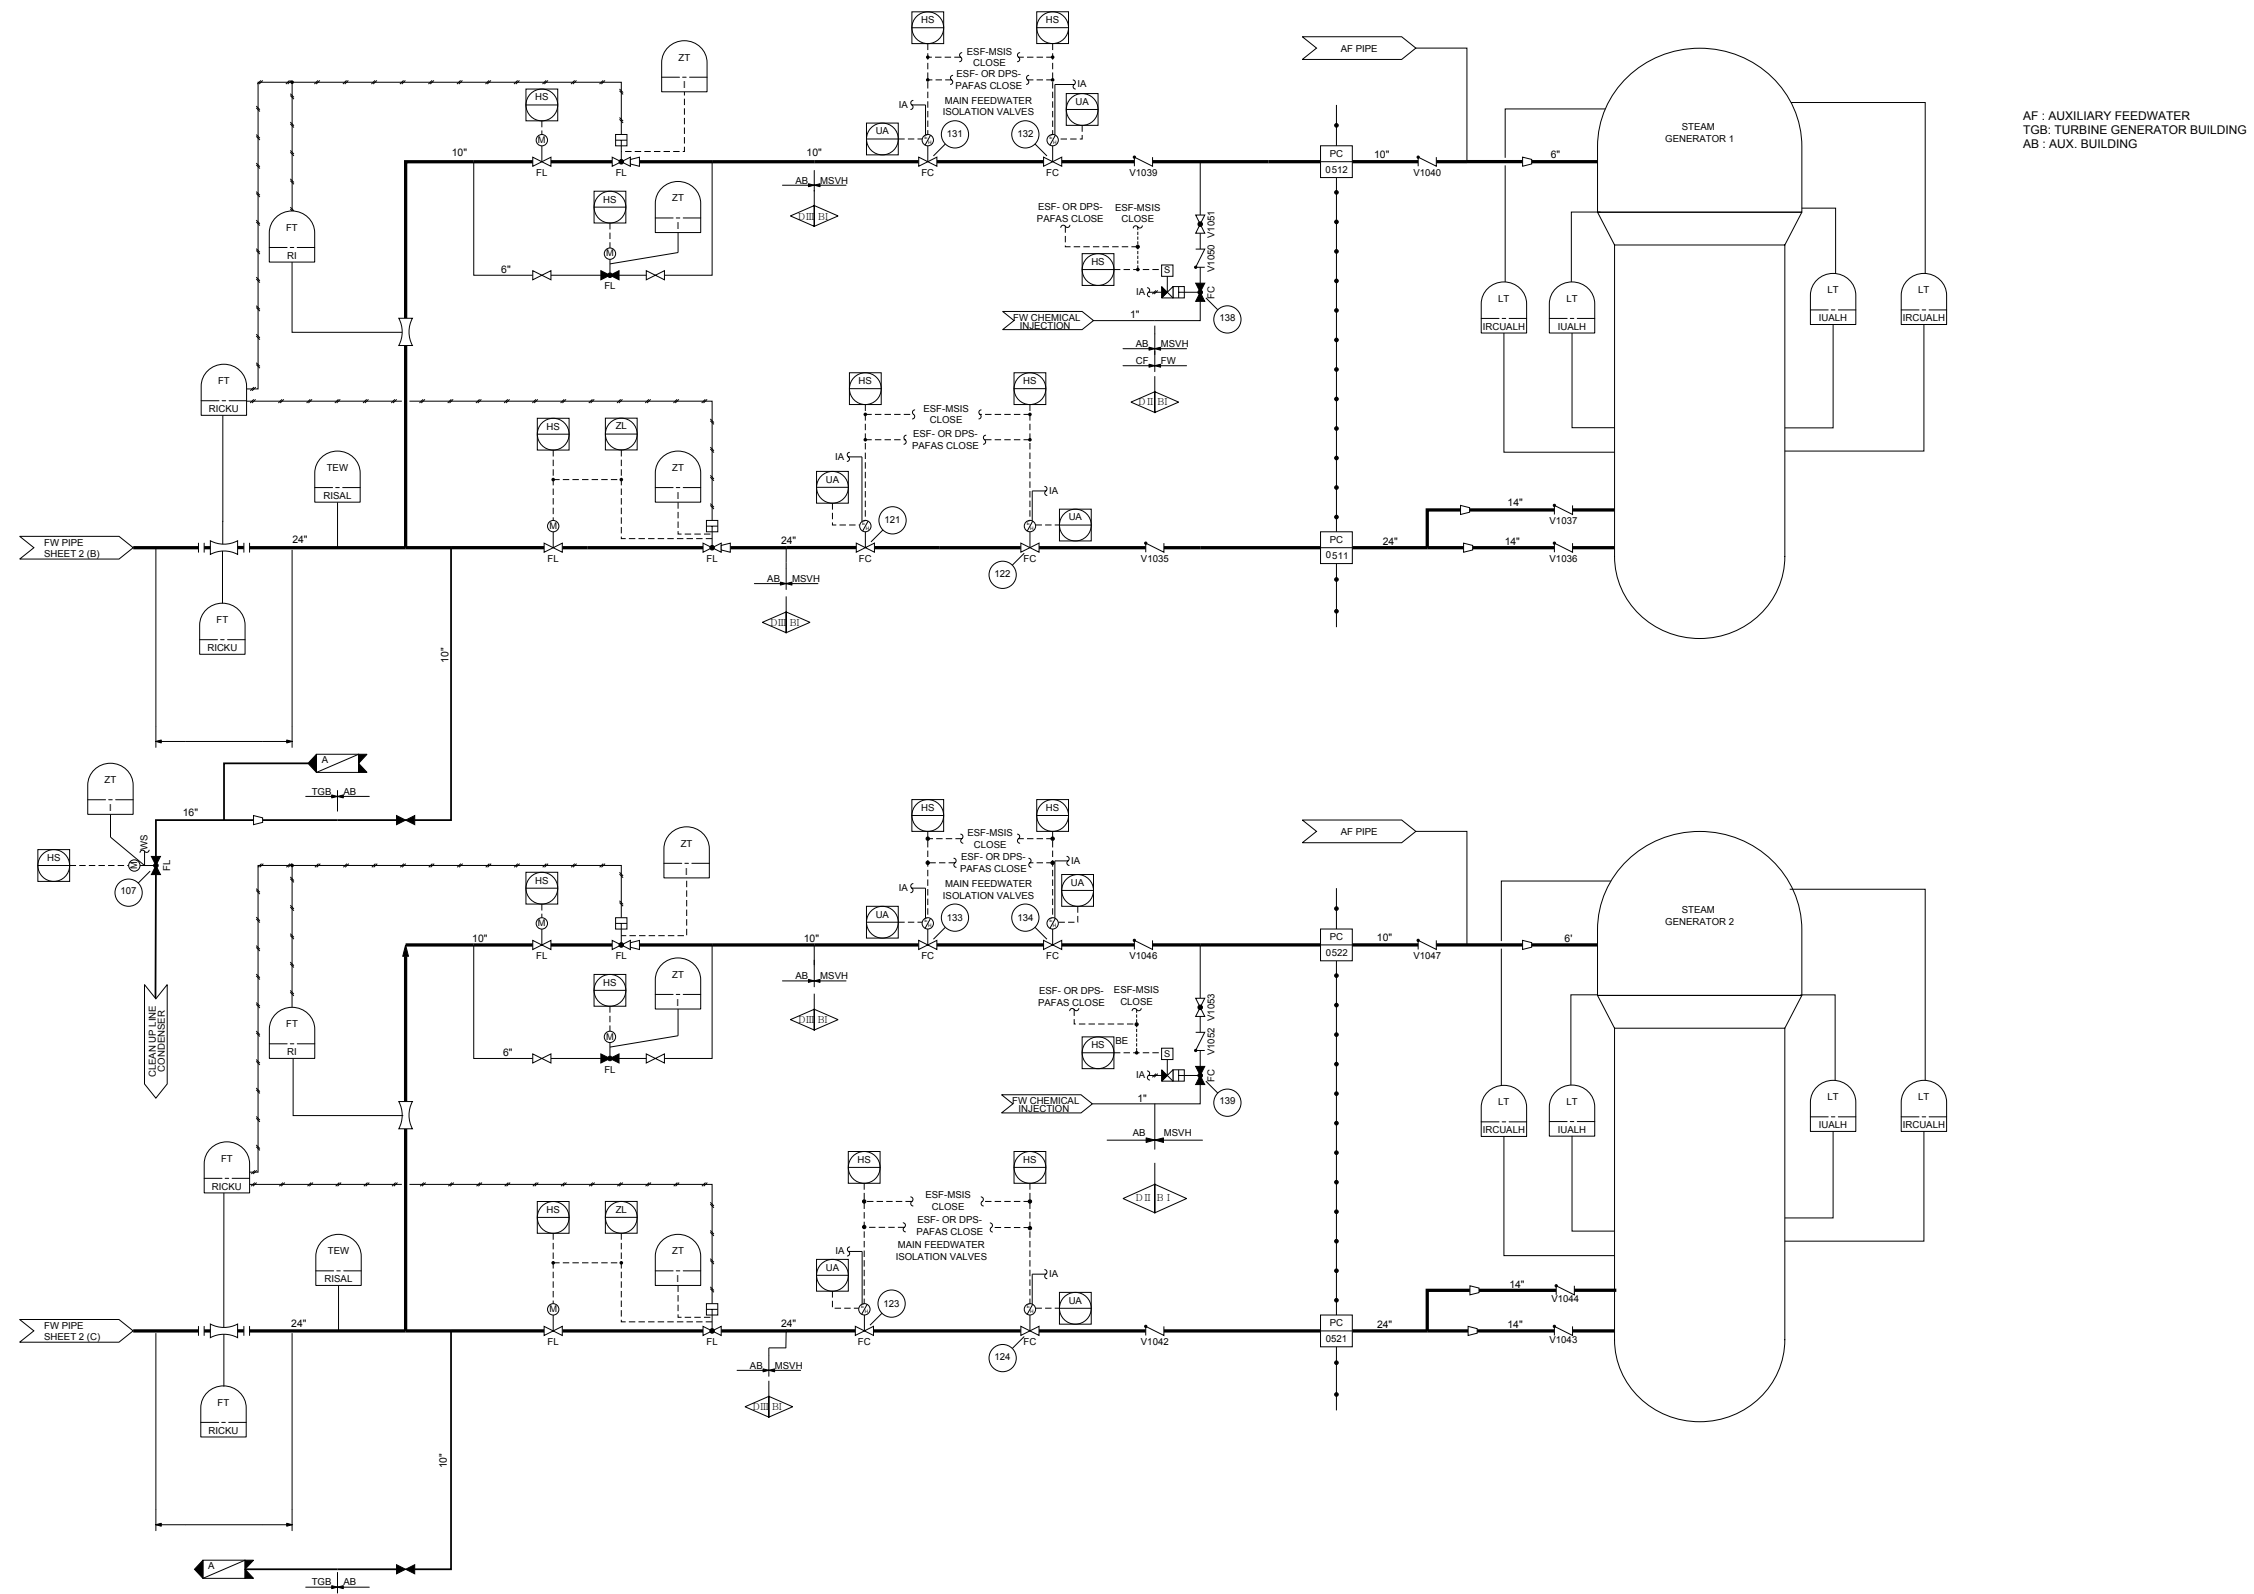 HS
HS
ZT
ESF-MSIS
CLOSE
ESF- OR DPS-
PAFAS CLOSE
MAIN FEEDWATER
ISOLATION VALVES
HS
IA
IA
UA
UA
131
132
AF PIPE
STEAM
GENERATOR 1
AF : AUXILIARY FEEDWATER
TGB: TURBINE GENERATOR BUILDING
AB : AUX. BUILDING
M
10"
FL
FL
10"
FC
FC
V1039
PC
0512
10"
V1040
6"
AB
MSVH
HS
ZT
FT
RI
M
6"
FL
ESF- OR DPS-
PAFAS CLOSE
ESF-MSIS
CLOSE
V1051
V1050
HS
S
IA
FC
FW CHEMICAL
INJECTION
1"
138
AB
MSVH
CF
FW
LT
IRCUALH
LT
IUALH
LT
IUALH
LT
IRCUALH
FT
RICKU
HS
HS
ESF-MSIS
CLOSE
ESF- OR DPS-
PAFAS CLOSE
HS
ZL
ZT
IA
IA
UA
UA
TEW
RISAL
121
122
FW PIPE
SHEET 2 (B)
24"
M
FL
FL
24"
FC
FC
V1035
PC
0511
24"
14"
V1037
14"
V1036
AB
MSVH
FT
RICKU
10"
A
TGB
AB
ZT
I
16"
WS
HS
M
FL
107
CLEAN UP LINE
CONDENSER
HS
HS
ZT
ESF-MSIS
CLOSE
ESF- OR DPS-
PAFAS CLOSE
MAIN FEEDWATER
ISOLATION VALVES
HS
IA
IA
UA
UA
133
134
AF PIPE
STEAM
GENERATOR 2
M
10"
FL
FL
10"
FC
FC
V1046
PC
0522
10"
V1047
6'
AB
MSVH
HS
ZT
FT
RI
M
6"
FL
ESF- OR DPS-
PAFAS CLOSE
ESF-MSIS
CLOSE
V1053
V1052
HS
BE
S
IA
FC
FW CHEMICAL
INJECTION
1"
139
AB
MSVH
D II B I
LT
IRCUALH
LT
IUALH
LT
IUALH
LT
IRCUALH
FT
RICKU
HS
HS
ESF-MSIS
CLOSE
ESF- OR DPS-
PAFAS CLOSE
MAIN FEEDWATER
ISOLATION VALVES
HS
ZL
ZT
IA
IA
UA
UA
TEW
RISAL
123
124
FW PIPE
SHEET 2 (C)
24"
M
FL
FL
24"
FC
FC
V1042
PC
0521
24"
14"
V1044
14"
V1043
AB
MSVH
FT
RICKU
10"
A
TGB
AB